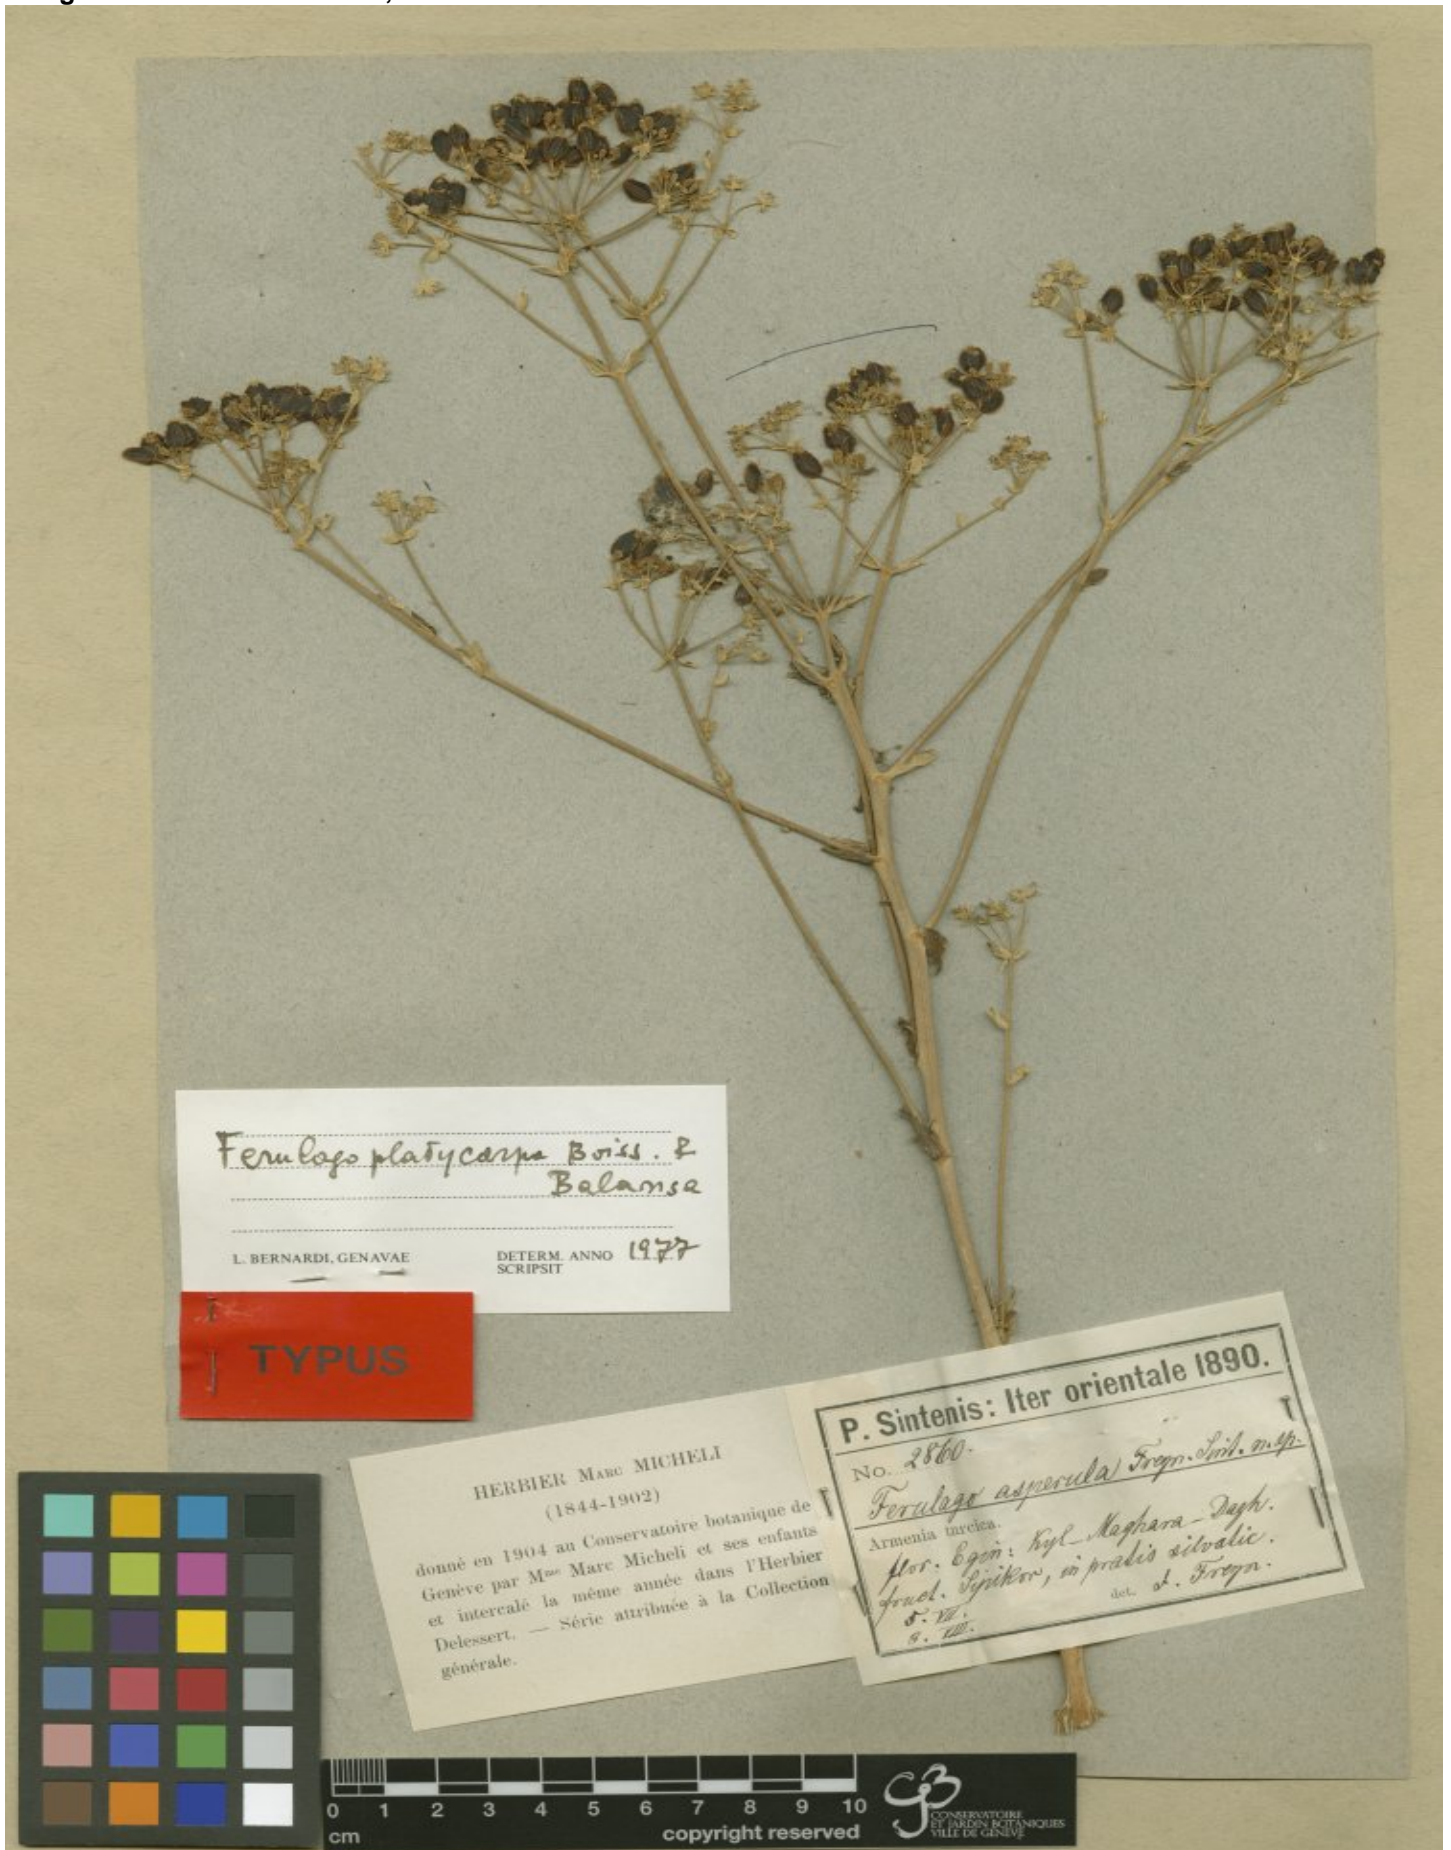 Ferulago platycarpa Boiss. &
Balansa
L. BERNARDI, GENAVAE
DETERM. ANNO 1977
SCRIPSIT
TYPUS
HERBIER MARC MICHELI
(1844-1902)
donné en 1904 au Conservatoire botanique de
Genève par Mme Marc Micheli et ses enfants
et intercalé la même année dans l'Herbier
Delessert. — Série attribuée à la Collection
générale.
P. Sintenis: Iter orientale 1890.
No. 2860.
Ferulago asperula Freyn. Sint. n. sp.
Armenia turcica.
flor. Egin: Kyl-Maghara-Dagh.
fruct. Sipikor, in pratis silvatic.
5. VII.
VIII.
det. J. Freyn.
0 1 2 3 4 5 6 7 8 9 10
cm
copyright reserved
CONSERVATOIRE
ET JARDIN BOTANIQUES
VILLE DE GENÈVE